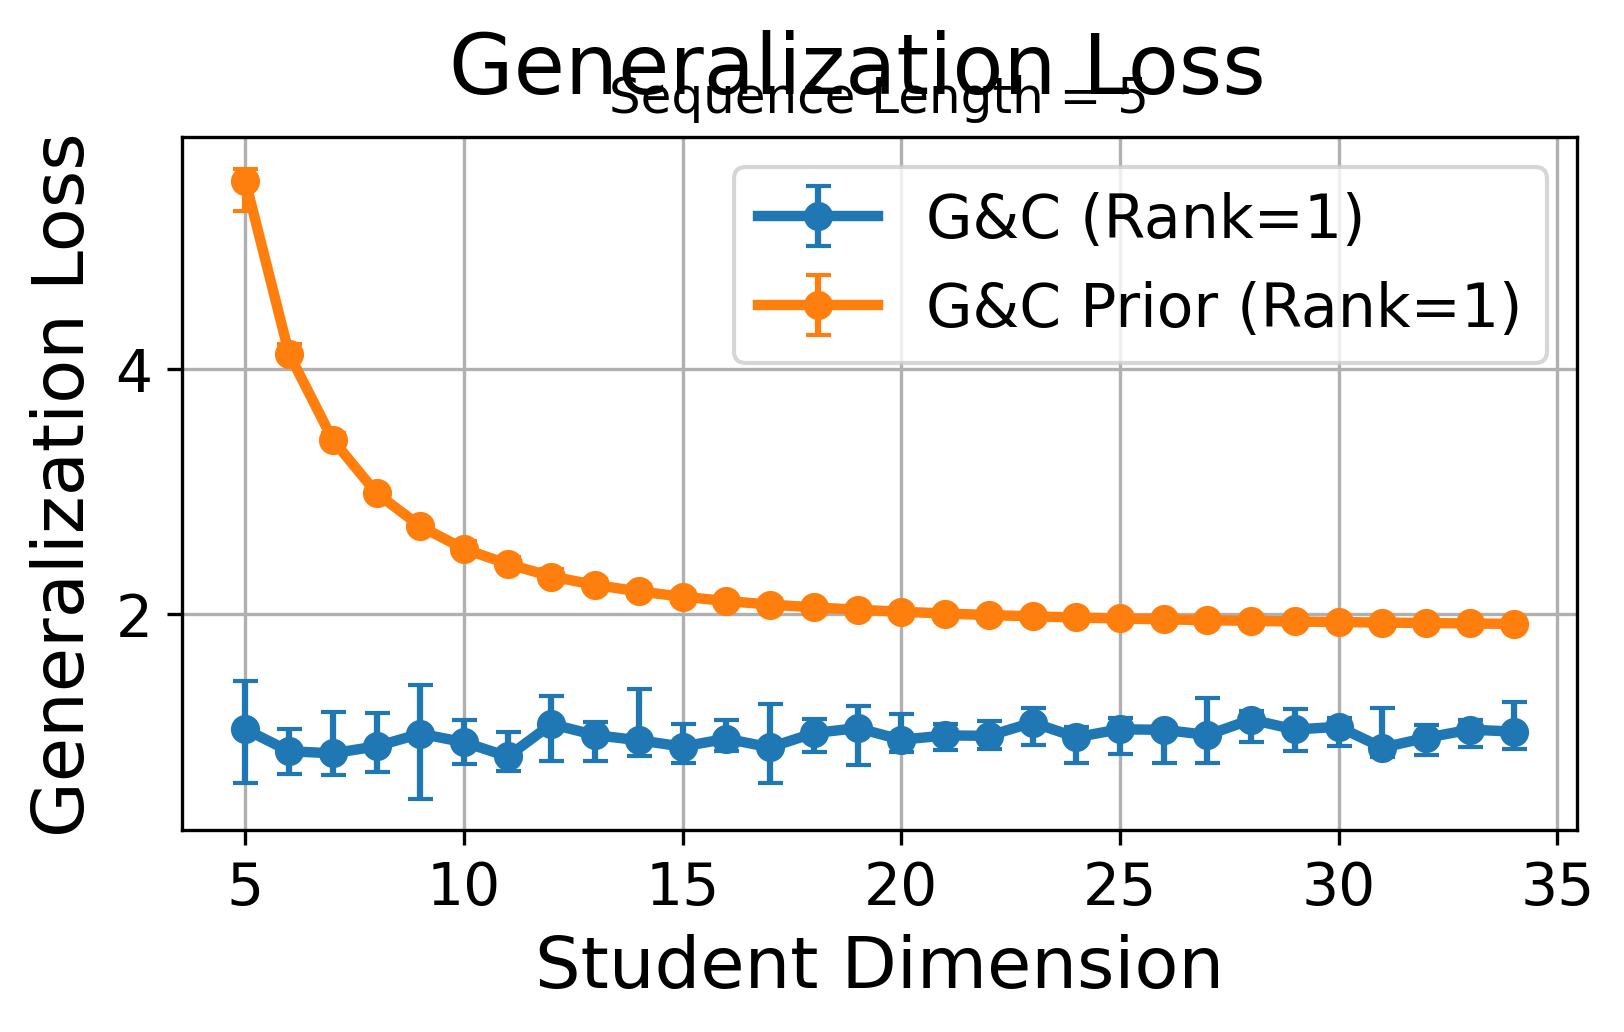 Generalization Loss
Sequence Length = 5
Generalization Loss
4
2
G&C (Rank=1)
G&C Prior (Rank=1)
5 10 15 20 25 30 35
Student Dimension